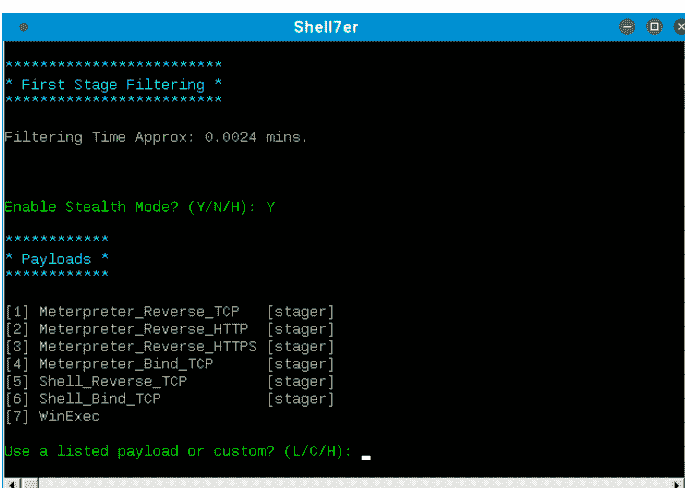 Shell7er
*************************
* First Stage Filtering *
*************************
Filtering Time Approx: 0.0024 mins.
Enable Stealth Mode? (Y/N/H): Y
************
* Payloads *
************
[1] Meterpreter_Reverse_TCP [stager]
[2] Meterpreter_Reverse_HTTP [stager]
[3] Meterpreter_Reverse_HTTPS [stager]
[4] Meterpreter_Bind_TCP [stager]
[5] Shell_Reverse_TCP [stager]
[6] Shell_Bind_TCP [stager]
[7] WinExec
Use a listed payload or custom? (L/C/H):